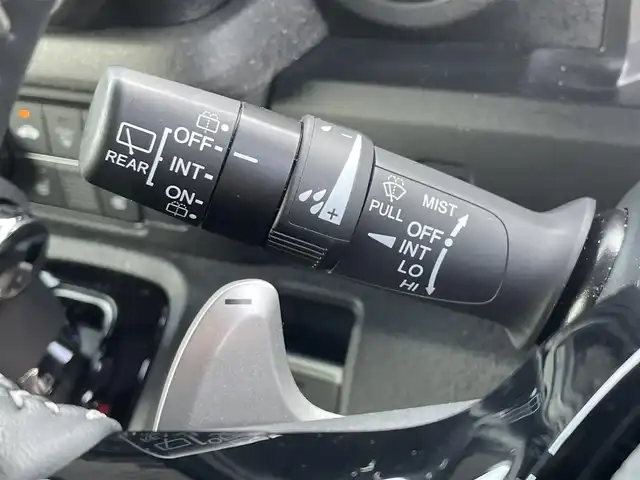 REAR
OFF
INT
ON
−
+
PULL
MIST
OFF
INT
LO
HI
−